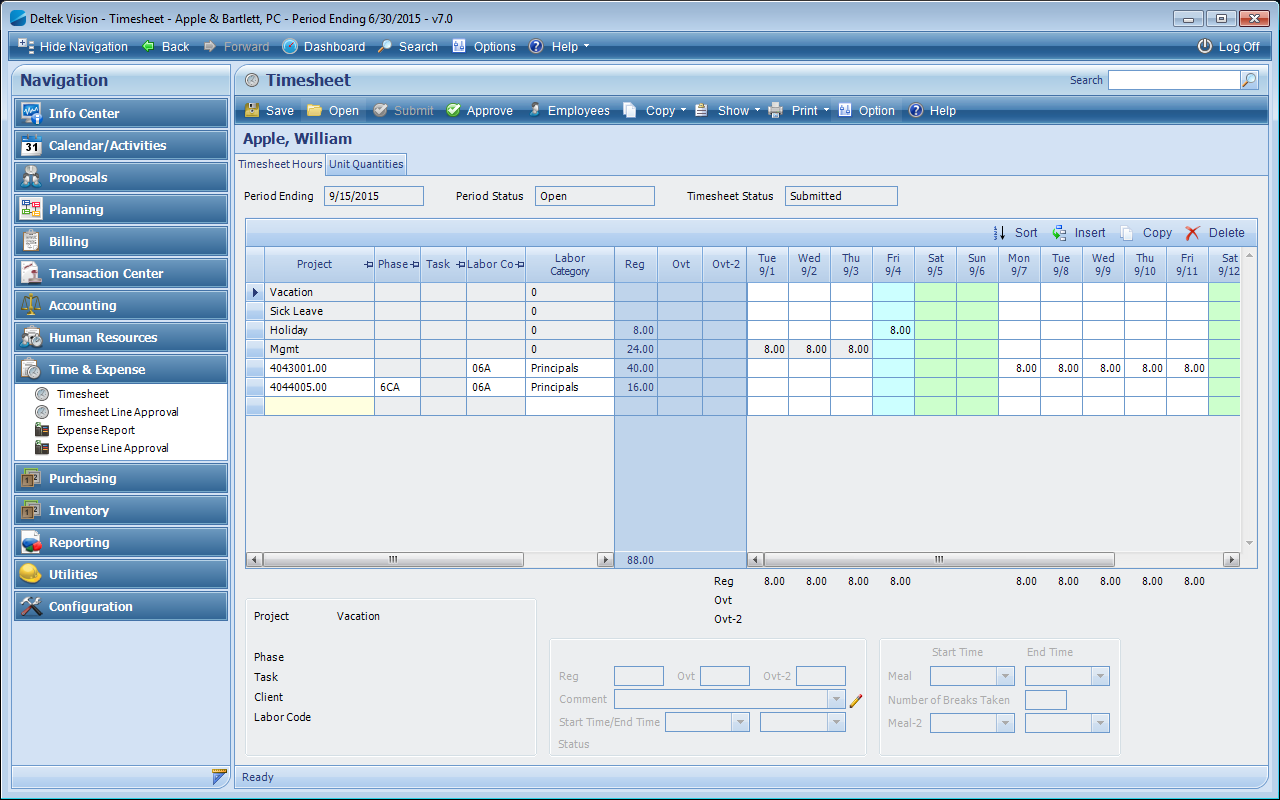 Deltek Vision - Timesheet - Apple & Bartlett, PC - Period Ending 6/30/2015 - v7.0
Hide Navigation Back Forward Dashboard Search Options Help Log Off
Navigation
Info Center
31 Calendar/Activities
Proposals
Planning
Billing
Transaction Center
Accounting
Human Resources
Time & Expense
Timesheet
Timesheet Line Approval
Expense Report
Expense Line Approval
Purchasing
Inventory
Reporting
Utilities
Configuration
Timesheet Search
Save Open Submit Approve Employees Copy Show Print Option Help
Apple, William
Timesheet Hours Unit Quantities
Period Ending 9/15/2015 Period Status Open Timesheet Status Submitted
Sort Insert Copy Delete
Project Phase Task Labor Co Labor Category Reg Ovt Ovt-2 Tue 9/1 Wed 9/2 Thu 9/3 Fri 9/4 Sat 9/5 Sun 9/6 Mon 9/7 Tue 9/8 Wed 9/9 Thu 9/10 Fri 9/11 Sat 9/12
Vacation 0
Sick Leave 0
Holiday 0 8.00 8.00
Mgmt 0 24.00 8.00 8.00 8.00
4043001.00 06A Principals 40.00 8.00 8.00 8.00 8.00 8.00
4044005.00 6CA 06A Principals 16.00
88.00
Reg 8.00 8.00 8.00 8.00 8.00 8.00 8.00 8.00 8.00
Ovt
Ovt-2
Project Vacation
Phase
Task
Client
Labor Code
Reg Ovt Ovt-2
Comment
Start Time/End Time
Status
Start Time End Time
Meal
Number of Breaks Taken
Meal-2
Ready